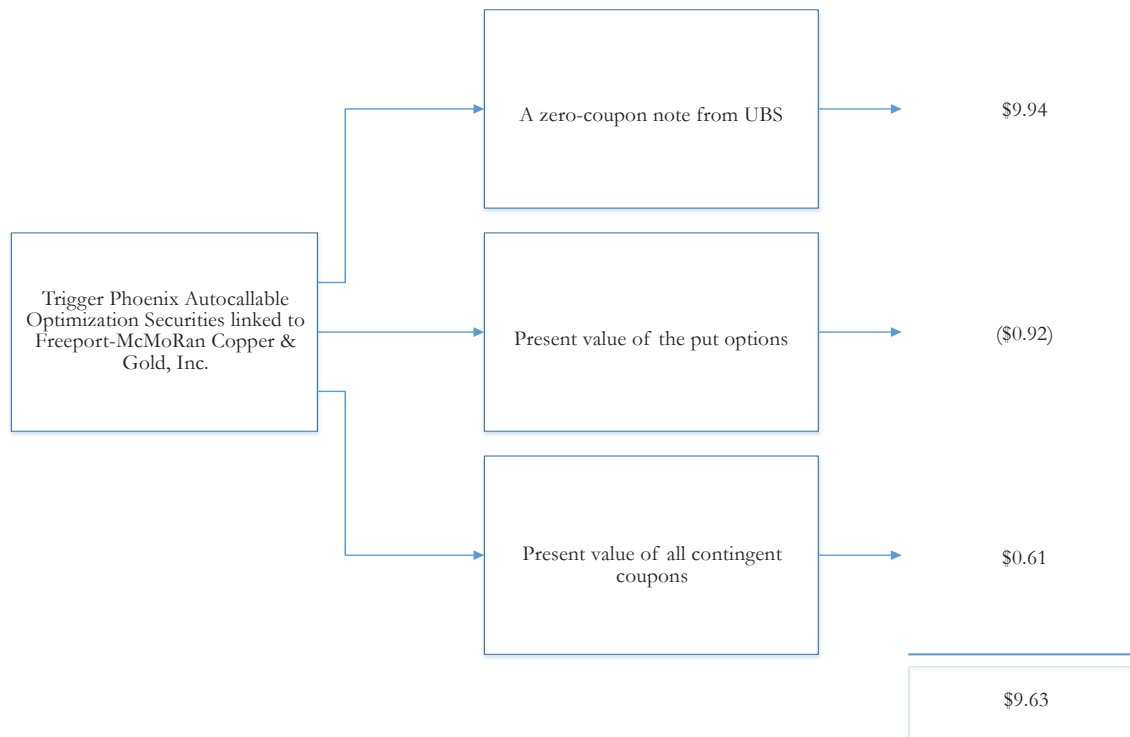 A zero-coupon note from UBS
$9.94
Trigger Phoenix Autocallable
Optimization Securities linked to
Freeport-McMoRan Copper &
Gold, Inc.
Present value of the put options
($0.92)
Present value of all contingent
coupons
$0.61
$9.63